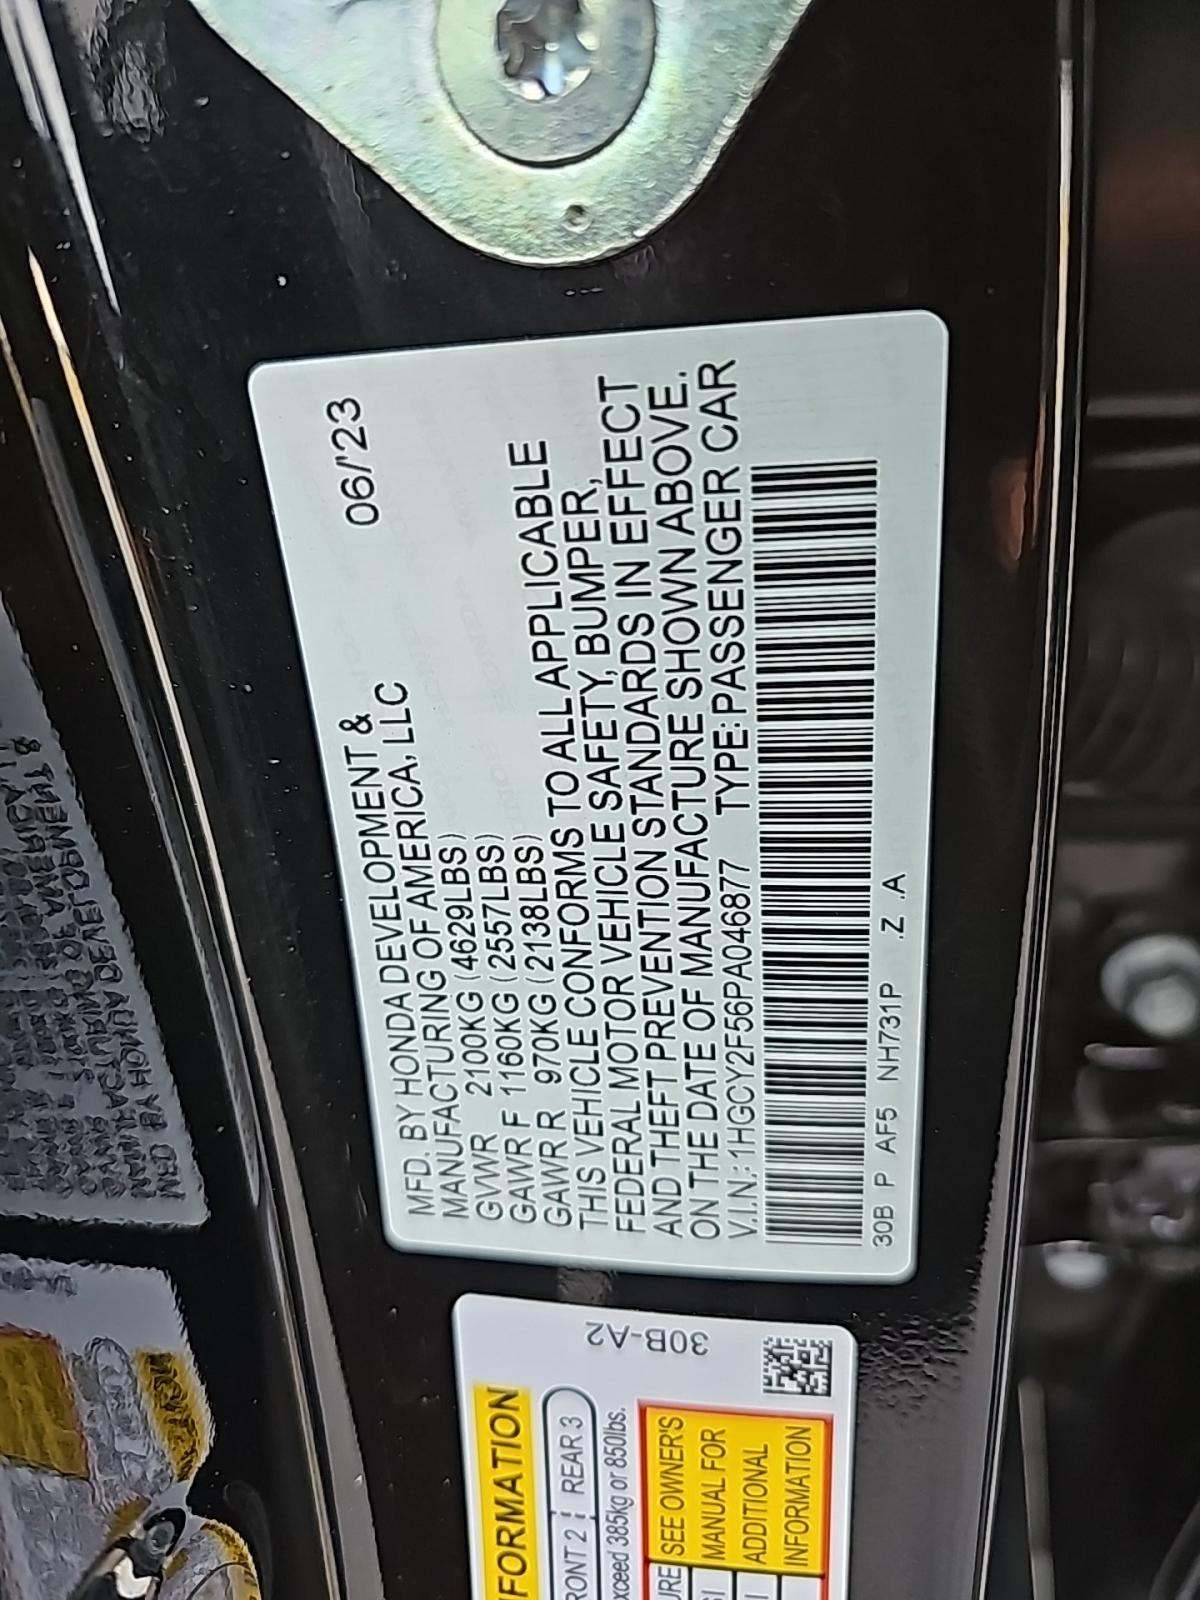 06/'23
MFD. BY HONDA DEVELOPMENT &
MANUFACTURING OF AMERICA, LLC
GVWR 2100KG (4629LBS)
GAWR F 1160KG (2557LBS)
GAWR R 970KG (2138LBS)
THIS VEHICLE CONFORMS TO ALL APPLICABLE
FEDERAL MOTOR VEHICLE SAFETY, BUMPER,
AND THEFT PREVENTION STANDARDS IN EFFECT
ON THE DATE OF MANUFACTURE SHOWN ABOVE.
V.I.N.: 1HGCY2F56PA046877 TYPE: PASSENGER CAR
30B P AF5 NH731P .Z .A
30B-A2
FORMATION
RONT 2 REAR 3
xceed 385kg or 850lbs.
URE SEE OWNER'S
MANUAL FOR
ADDITIONAL
INFORMATION